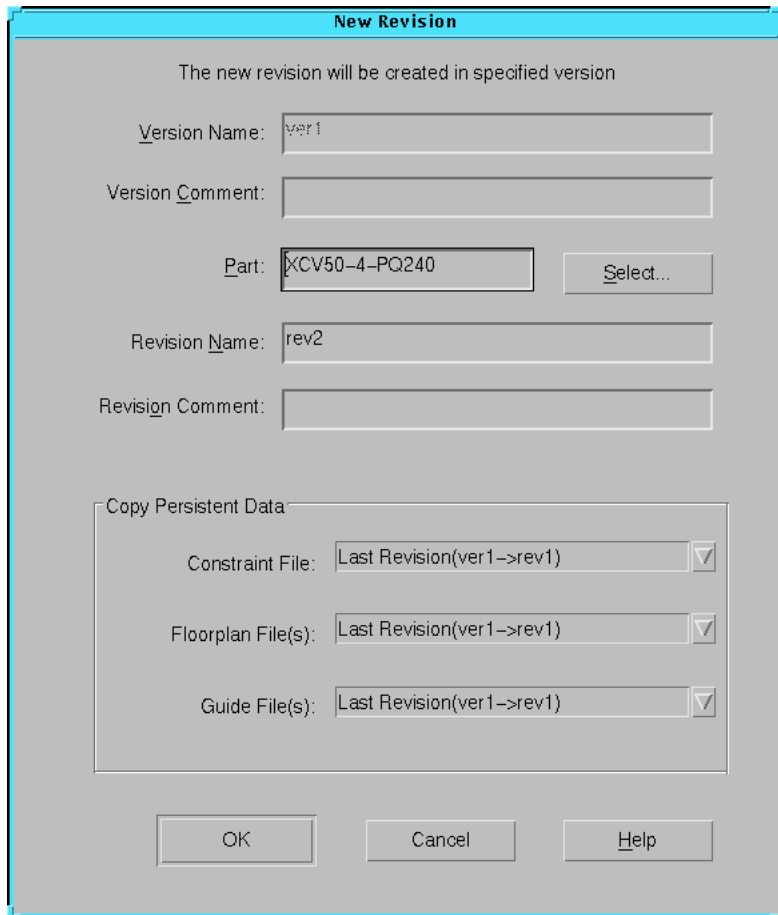 New Revision
The new revision will be created in specified version
Version Name: ver1
Version Comment:
Part: XCV50-4-PQ240 Select...
Revision Name: rev2
Revision Comment:
Copy Persistent Data
Constraint File: Last Revision(ver1->rev1)
Floorplan File(s): Last Revision(ver1->rev1)
Guide File(s): Last Revision(ver1->rev1)
OK Cancel Help